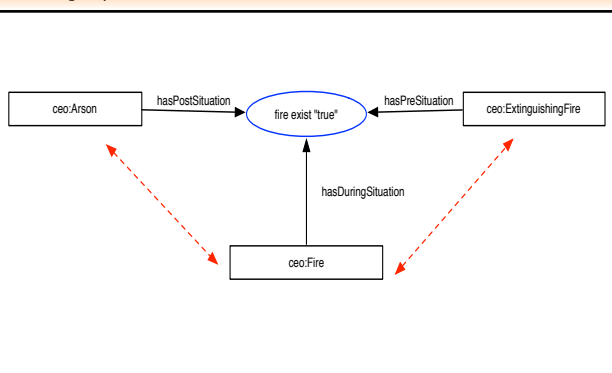 hasPostSituation
hasPreSituation
ceo:Arson
fire exist "true"
ceo:ExtinguishingFire
hasDuringSituation
ceo:Fire